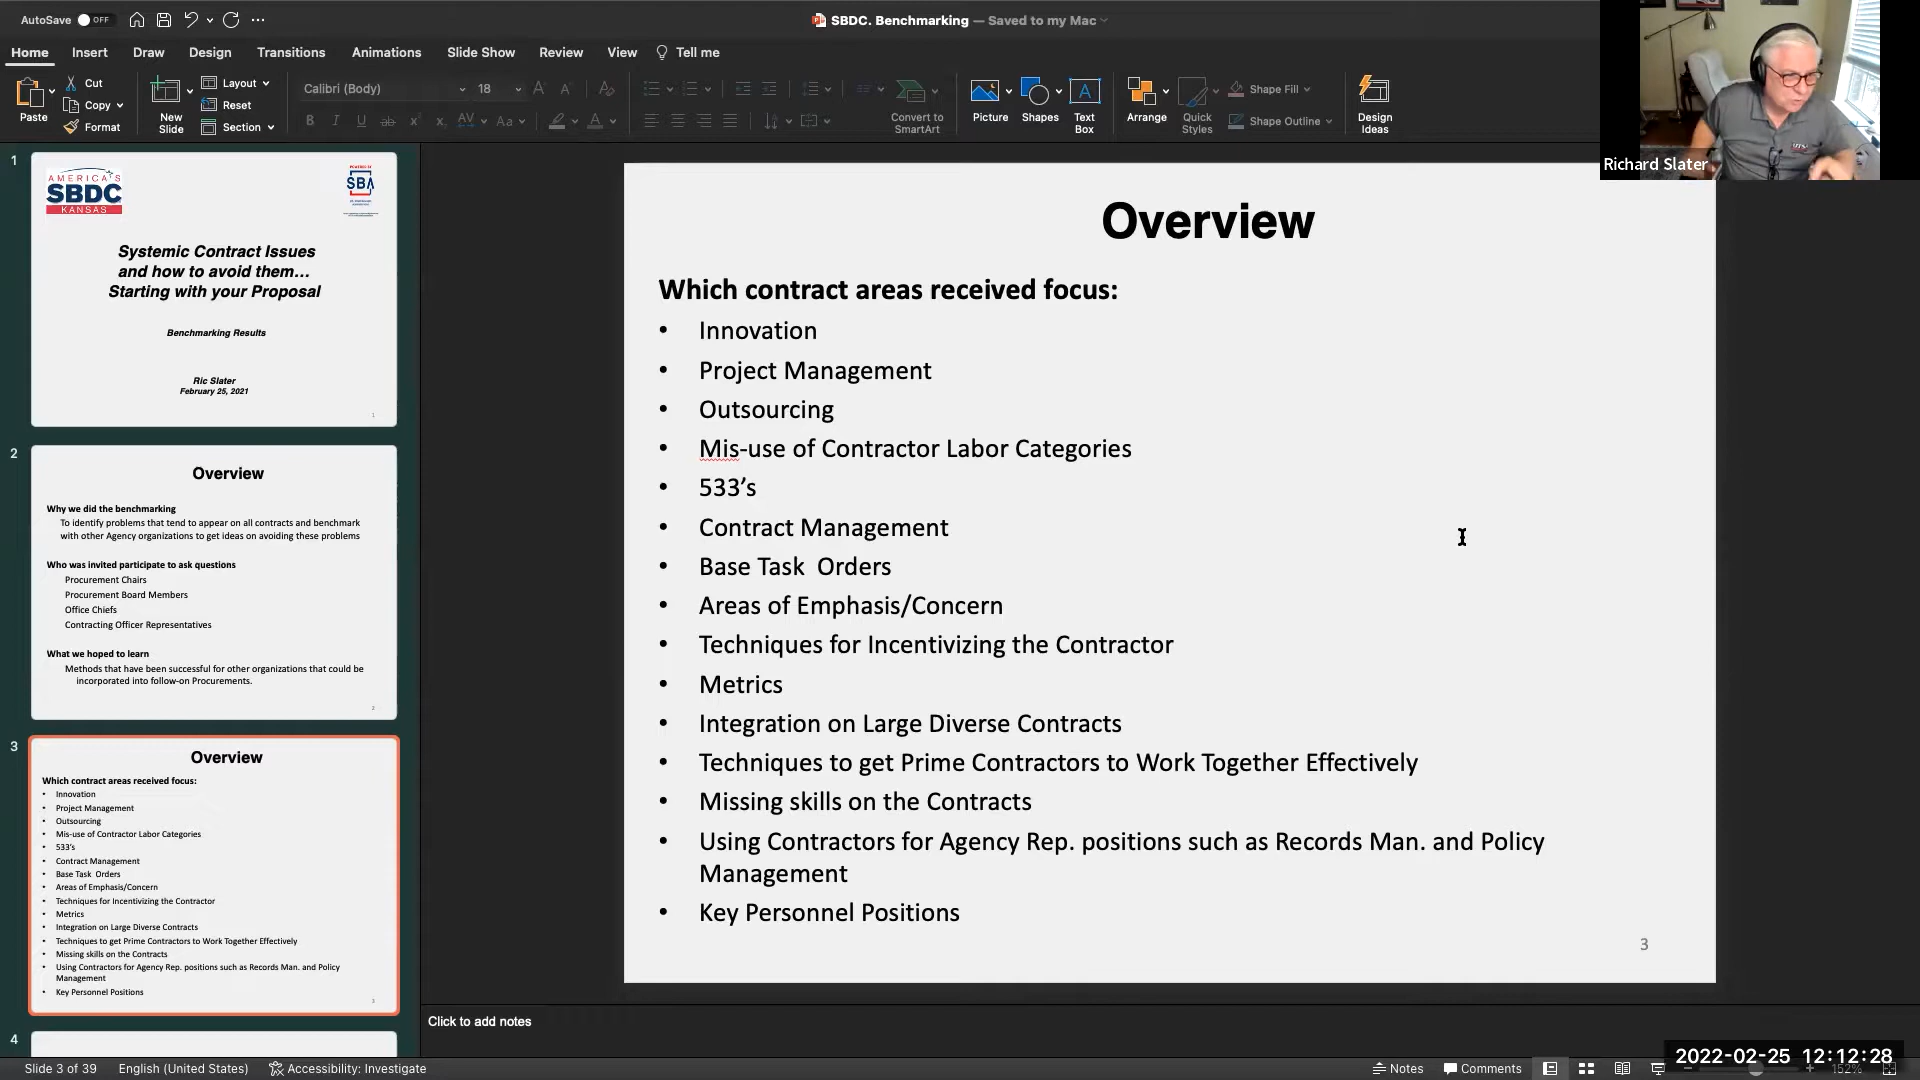 AutoSave OFF
SBDC. Benchmarking — Saved to my Mac
Home Insert Draw Design Transitions Animations Slide Show Review View Tell me
Paste
Cut
Copy
Format
New
Slide
Layout
Reset
Section
Calibri (Body) 18
Convert to
SmartArt
Picture
Shapes
Text
Box
Arrange
Quick
Styles
Shape Fill
Shape Outline
Design
Ideas
Richard Slater
1
AMERICA'S
SBDC
KANSAS
SBA
Systemic Contract Issues
and how to avoid them...
Starting with your Proposal
Benchmarking Results
Ric Slater
February 25, 2021
1
2
Overview
Why we did the benchmarking
To identify problems that tend to appear on all contracts and benchmark
with other Agency organizations to get ideas on avoiding these problems
Who was invited participate to ask questions
Procurement Chairs
Procurement Board Members
Office Chiefs
Contracting Officer Representatives
What we hoped to learn
Methods that have been successful for other organizations that could be
incorporated into follow-on Procurements.
2
3
Overview
Which contract areas received focus:
• Innovation
• Project Management
• Outsourcing
• Mis-use of Contractor Labor Categories
• 533's
• Contract Management
• Base Task Orders
• Areas of Emphasis/Concern
• Techniques for Incentivizing the Contractor
• Metrics
• Integration on Large Diverse Contracts
• Techniques to get Prime Contractors to Work Together Effectively
• Missing skills on the Contracts
• Using Contractors for Agency Rep. positions such as Records Man. and Policy
Management
• Key Personnel Positions
3
4
Overview
Which contract areas received focus:
• Innovation
• Project Management
• Outsourcing
• Mis-use of Contractor Labor Categories
• 533's
• Contract Management
• Base Task  Orders
• Areas of Emphasis/Concern
• Techniques for Incentivizing the Contractor
• Metrics
• Integration on Large Diverse Contracts
• Techniques to get Prime Contractors to Work Together Effectively
• Missing skills on the Contracts
• Using Contractors for Agency Rep. positions such as Records Man. and Policy
Management
• Key Personnel Positions
3
Click to add notes
Slide 3 of 39 English (United States) Accessibility: Investigate
Notes Comments 152%
2022-02-25 12:12:28